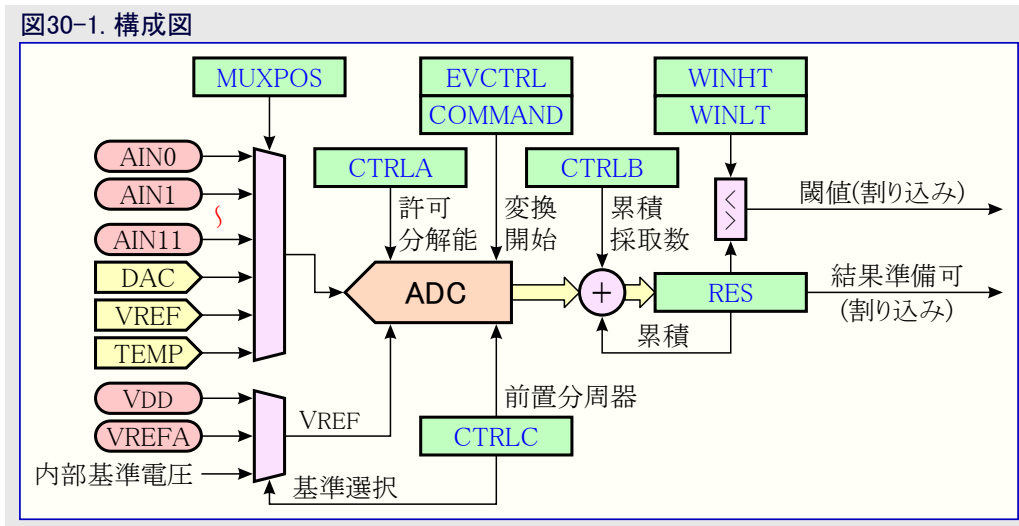 図30-1. 構成図
MUXPOS
EVCTRL
COMMAND
WINHT
WINLT
AIN0
AIN1
AIN11
DAC
VREF
TEMP
CTRLA
許可
分解能
変換
開始
CTRLB
累積
採取数
< >
閾値(割り込み)
ADC
+
RES
結果準備可
(割り込み)
累積
VDD
VREFA
内部基準電圧
VREF
前置分周器
CTRLC
基準選択